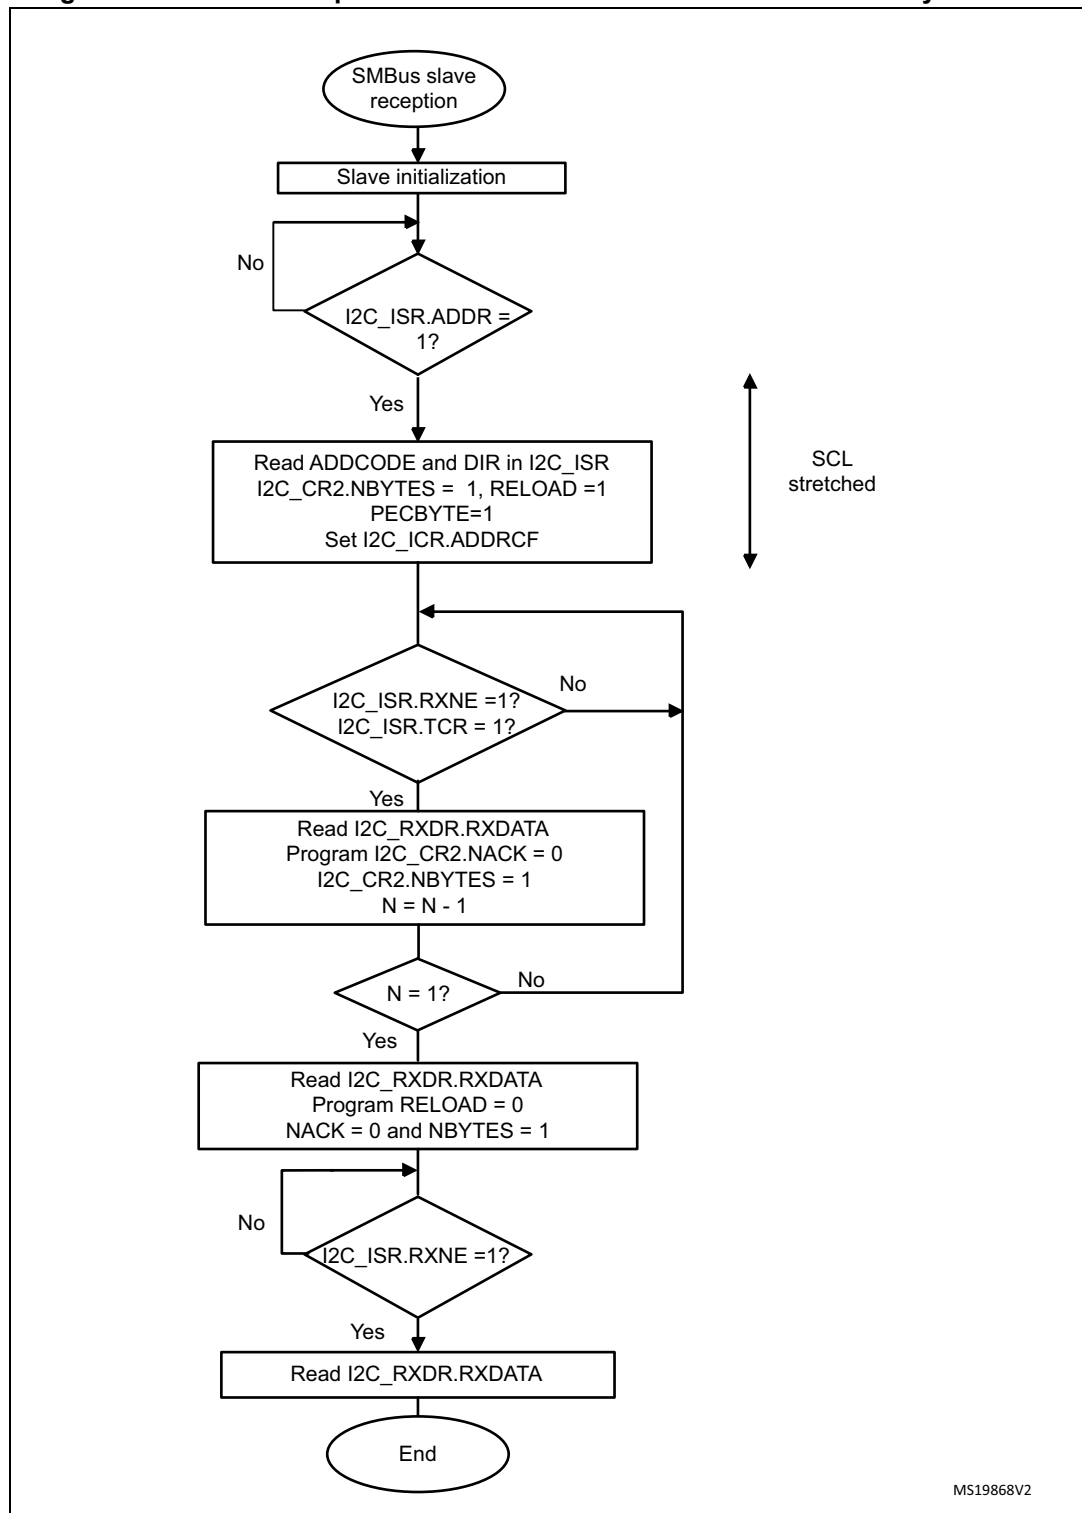 SMBus slave
reception
Slave initialization
No
I2C_ISR.ADDR =
1?
Yes
Read ADDCODE and DIR in I2C_ISR
I2C_CR2.NBYTES = 1, RELOAD =1
PECBYTE=1
Set I2C_ICR.ADDRCF
SCL
stretched
I2C_ISR.RXNE =1?
I2C_ISR.TCR = 1?
No
Yes
Read I2C_RXDR.RXDATA
Program I2C_CR2.NACK = 0
I2C_CR2.NBYTES = 1
N = N - 1
N = 1?
No
Yes
Read I2C_RXDR.RXDATA
Program RELOAD = 0
NACK = 0 and NBYTES = 1
No
I2C_ISR.RXNE =1?
Yes
Read I2C_RXDR.RXDATA
End
MS19868V2